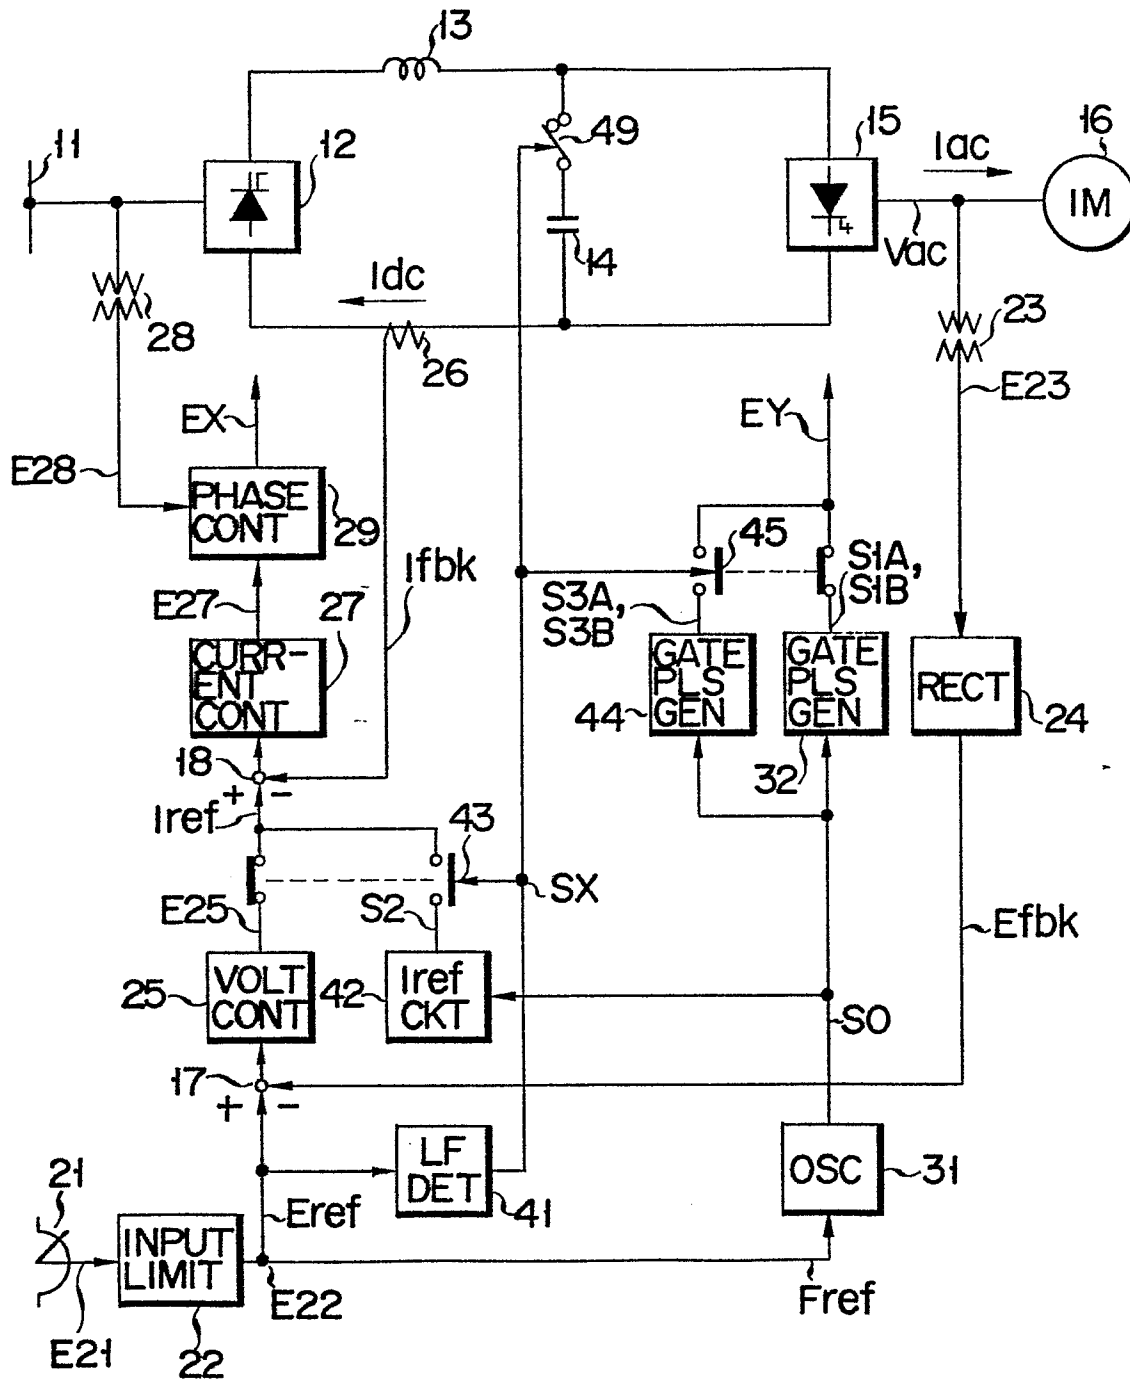 13
11
12
49
15
Iac
16
IM
Vac
14
Idc
28
26
23
E23
EX
EY
E28
PHASE
CONT
29
45
S1A,
S1B
Ifbk
S3A,
S3B
E27
27
CURR-
ENT
CONT
GATE
PLS
GEN
44
GATE
PLS
GEN
32
RECT
24
18
+ -
Iref
43
SX
E25
S2
Efbk
VOLT
CONT
25
42
Iref
CKT
SO
17
+ -
LF
DET
41
OSC
31
21
Eref
INPUT
LIMIT
E22
Fref
E21
22